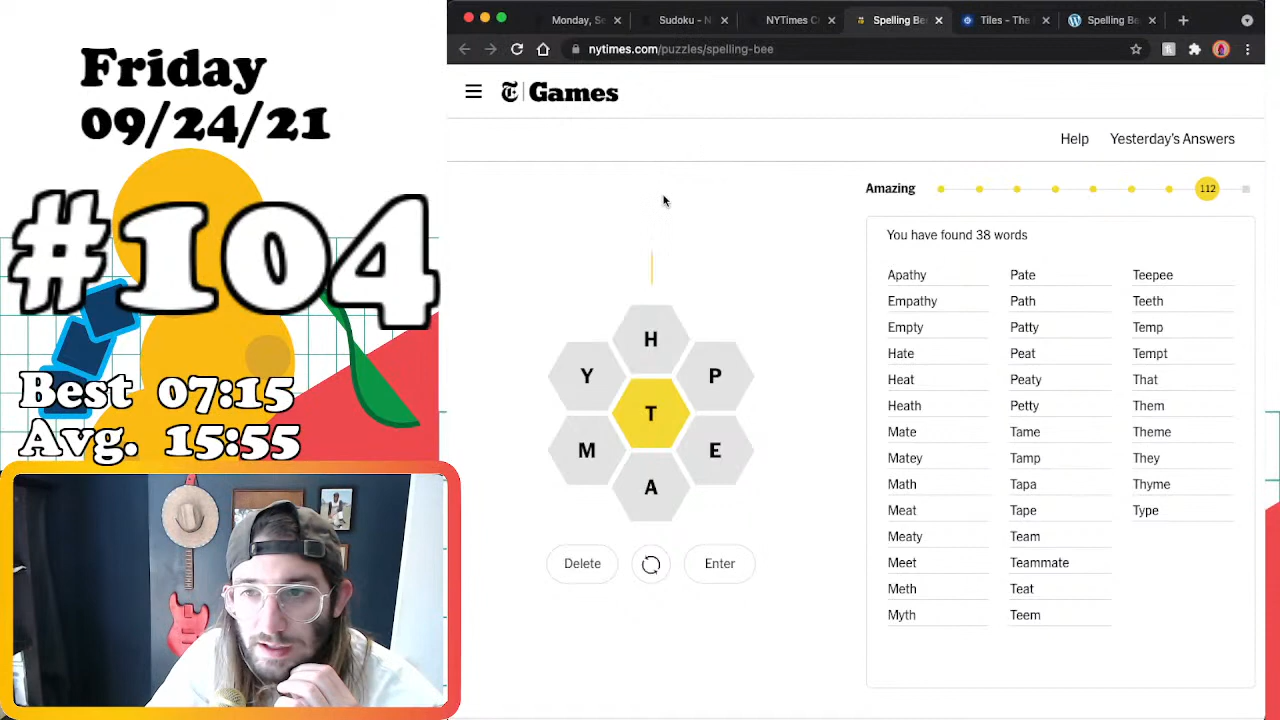 Friday
09/24/21
#104
Best 07:15
Avg. 15:55
Monday, Se
Sudoku - N
NYTimes C
Spelling Be
Tiles – The
Spelling Be
nytimes.com/puzzles/spelling-bee
T Games
Help
Yesterday's Answers
Amazing
112
You have found 38 words
Apathy
Empathy
Empty
Hate
Heat
Heath
Mate
Matey
Math
Meat
Meaty
Meet
Meth
Myth
Pate
Path
Patty
Peat
Peaty
Petty
Tame
Tamp
Tapa
Tape
Team
Teammate
Teat
Teem
Teepee
Teeth
Temp
Tempt
That
Them
Theme
They
Thyme
Type
H
Y
P
T
M
E
A
Delete
Enter